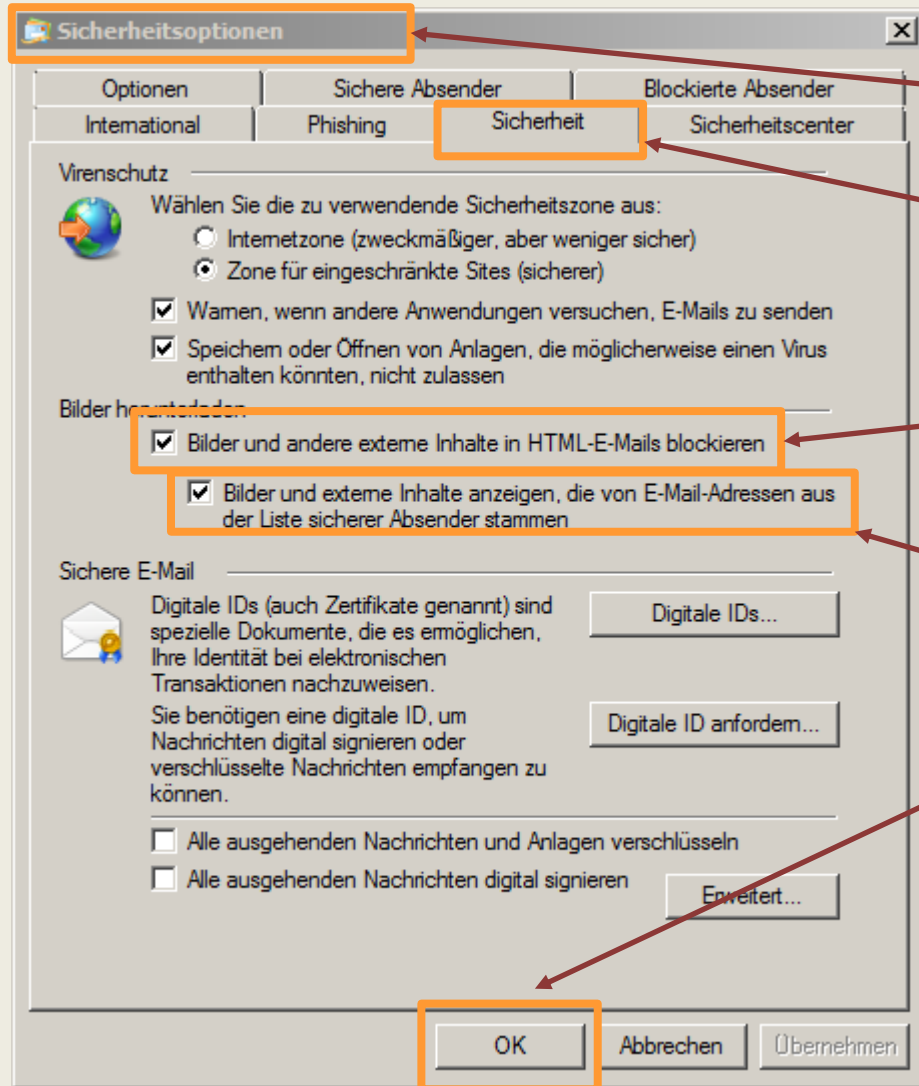 Sicherheitsoptionen
Optionen
Sichere Absender
Blockierte Absender
International
Phishing
Sicherheit
Sicherheitscenter
Virenschutz
Wählen Sie die zu verwendende Sicherheitszone aus:
Internetzone (zweckmäßiger, aber weniger sicher)
Zone für eingeschränkte Sites (sicherer)
Warnen, wenn andere Anwendungen versuchen, E-Mails zu senden
Speichern oder Öffnen von Anlagen, die möglicherweise einen Virus
enthalten könnten, nicht zulassen
Bilder herunterladen
Bilder und andere externe Inhalte in HTML-E-Mails blockieren
Bilder und externe Inhalte anzeigen, die von E-Mail-Adressen aus
der Liste sicherer Absender stammen
Sichere E-Mail
Digitale IDs (auch Zertifikate genannt) sind
spezielle Dokumente, die es ermöglichen,
Ihre Identität bei elektronischen
Transaktionen nachzuweisen.
Digitale IDs...
Sie benötigen eine digitale ID, um
Nachrichten digital signieren oder
verschlüsselte Nachrichten empfangen zu
können.
Digitale ID anfordern...
Alle ausgehenden Nachrichten und Anlagen verschlüsseln
Alle ausgehenden Nachrichten digital signieren
Erweitert...
OK
Abbrechen
Übernehmen